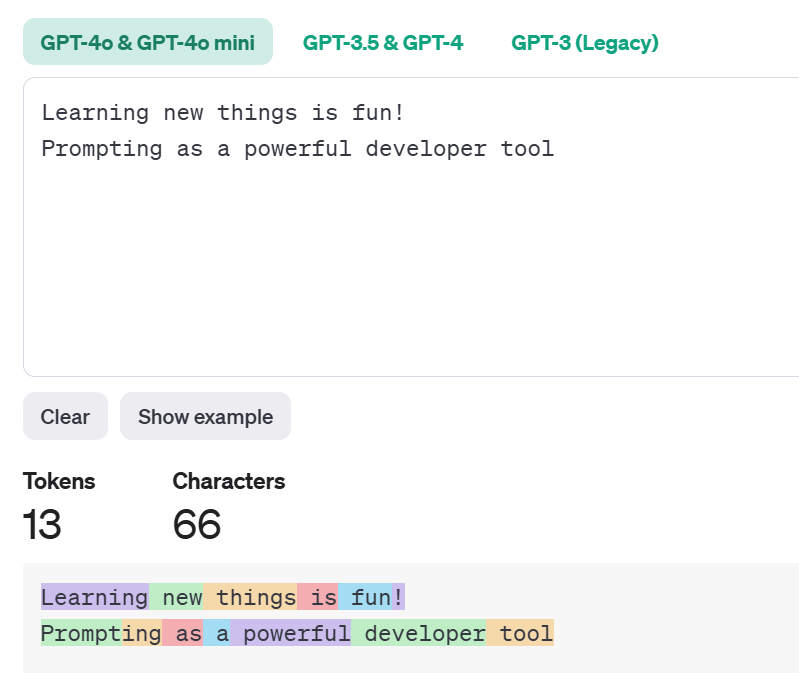 GPT-4o & GPT-4o mini GPT-3.5 & GPT-4 GPT-3 (Legacy)
Learning new things is fun!
Prompting as a powerful developer tool
Clear Show example
Tokens Characters
13 66
Learning new things is fun!
Prompting as a powerful developer tool